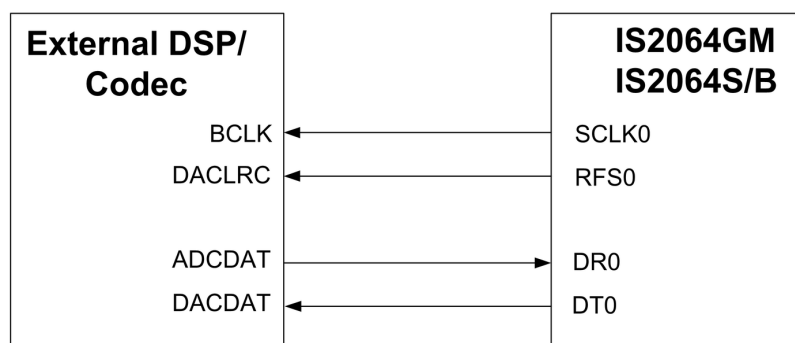 External DSP/
Codec
BCLK
DACLRC
ADCDAT
DACDAT
IS2064GM
IS2064S/B
SCLK0
RFS0
DR0
DT0